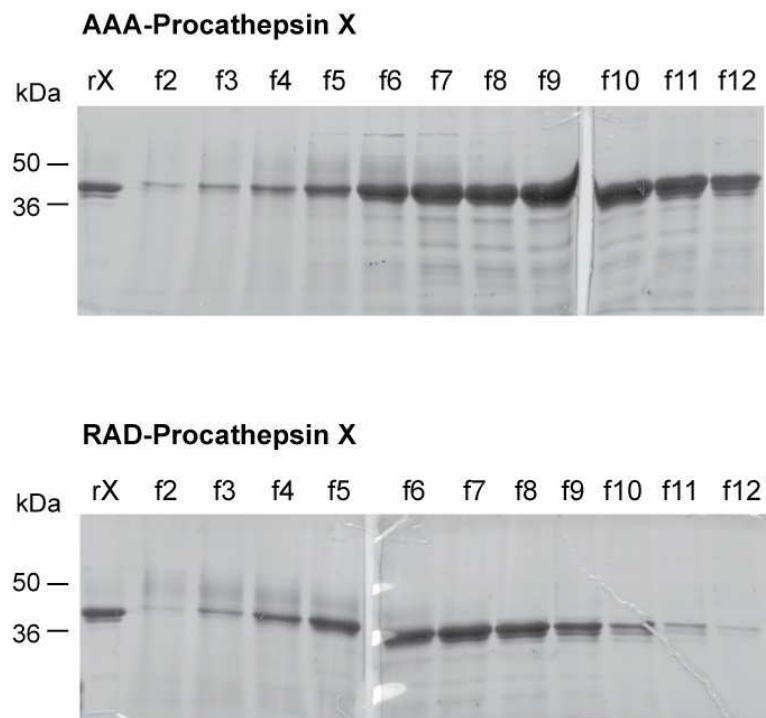 AAA-Procathepsin X
rX f2 f3 f4 f5 f6 f7 f8 f9 f10 f11 f12
kDa
50
36
RAD-Procathepsin X
rX f2 f3 f4 f5 f6 f7 f8 f9 f10 f11 f12
kDa
50
36